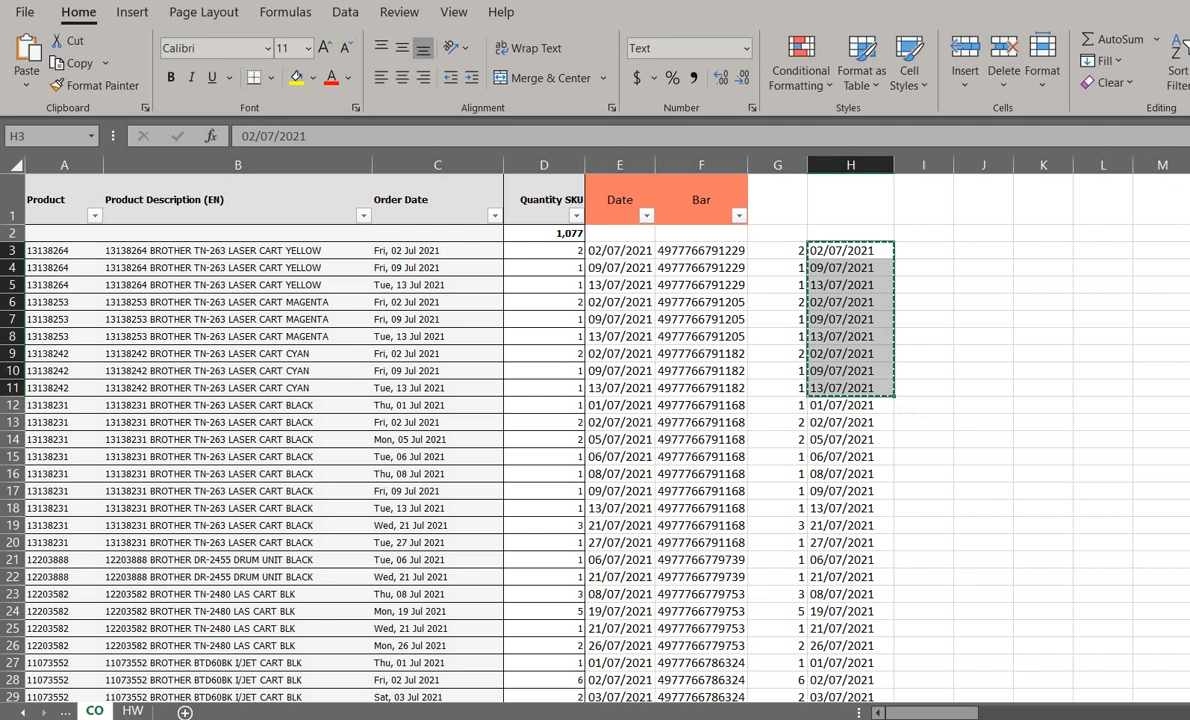 File Home Insert Page Layout Formulas Data Review View Help
Paste Cut Copy Format Painter Clipboard
Calibri 11 A A B I U A Font
ab Wrap Text Merge & Center Alignment
Text $ % Number
Conditional Formatting Format as Table Cell Styles Styles
Insert Delete Format Cells
AutoSum Fill Clear Sort Filter Editing
H3 fx 02/07/2021
A B C D E F G H I J K L M
1 Product Product Description (EN) Order Date Quantity SKU Date Bar
2 1,077
3 13138264 13138264 BROTHER TN-263 LASER CART YELLOW Fri, 02 Jul 2021 2 02/07/2021 4977766791229 2 02/07/2021
4 13138264 13138264 BROTHER TN-263 LASER CART YELLOW Fri, 09 Jul 2021 1 09/07/2021 4977766791229 1 09/07/2021
5 13138264 13138264 BROTHER TN-263 LASER CART YELLOW Tue, 13 Jul 2021 1 13/07/2021 4977766791229 1 13/07/2021
6 13138253 13138253 BROTHER TN-263 LASER CART MAGENTA Fri, 02 Jul 2021 2 02/07/2021 4977766791205 2 02/07/2021
7 13138253 13138253 BROTHER TN-263 LASER CART MAGENTA Fri, 09 Jul 2021 1 09/07/2021 4977766791205 1 09/07/2021
8 13138253 13138253 BROTHER TN-263 LASER CART MAGENTA Tue, 13 Jul 2021 1 13/07/2021 4977766791205 1 13/07/2021
9 13138242 13138242 BROTHER TN-263 LASER CART CYAN Fri, 02 Jul 2021 2 02/07/2021 4977766791182 2 02/07/2021
10 13138242 13138242 BROTHER TN-263 LASER CART CYAN Fri, 09 Jul 2021 1 09/07/2021 4977766791182 1 09/07/2021
11 13138242 13138242 BROTHER TN-263 LASER CART CYAN Tue, 13 Jul 2021 1 13/07/2021 4977766791182 1 13/07/2021
12 13138231 13138231 BROTHER TN-263 LASER CART BLACK Thu, 01 Jul 2021 1 01/07/2021 4977766791168 1 01/07/2021
13 13138231 13138231 BROTHER TN-263 LASER CART BLACK Fri, 02 Jul 2021 2 02/07/2021 4977766791168 2 02/07/2021
14 13138231 13138231 BROTHER TN-263 LASER CART BLACK Mon, 05 Jul 2021 2 05/07/2021 4977766791168 2 05/07/2021
15 13138231 13138231 BROTHER TN-263 LASER CART BLACK Tue, 06 Jul 2021 1 06/07/2021 4977766791168 1 06/07/2021
16 13138231 13138231 BROTHER TN-263 LASER CART BLACK Thu, 08 Jul 2021 1 08/07/2021 4977766791168 1 08/07/2021
17 13138231 13138231 BROTHER TN-263 LASER CART BLACK Fri, 09 Jul 2021 1 09/07/2021 4977766791168 1 09/07/2021
18 13138231 13138231 BROTHER TN-263 LASER CART BLACK Tue, 13 Jul 2021 1 13/07/2021 4977766791168 1 13/07/2021
19 13138231 13138231 BROTHER TN-263 LASER CART BLACK Wed, 21 Jul 2021 3 21/07/2021 4977766791168 3 21/07/2021
20 13138231 13138231 BROTHER TN-263 LASER CART BLACK Tue, 27 Jul 2021 1 27/07/2021 4977766791168 1 27/07/2021
21 12203888 12203888 BROTHER DR-2455 DRUM UNIT BLACK Tue, 06 Jul 2021 1 06/07/2021 4977766779739 1 06/07/2021
22 12203888 12203888 BROTHER DR-2455 DRUM UNIT BLACK Wed, 21 Jul 2021 1 21/07/2021 4977766779739 1 21/07/2021
23 12203582 12203582 BROTHER TN-2480 LAS CART BLK Thu, 08 Jul 2021 3 08/07/2021 4977766779753 3 08/07/2021
24 12203582 12203582 BROTHER TN-2480 LAS CART BLK Mon, 19 Jul 2021 5 19/07/2021 4977766779753 5 19/07/2021
25 12203582 12203582 BROTHER TN-2480 LAS CART BLK Wed, 21 Jul 2021 1 21/07/2021 4977766779753 1 21/07/2021
26 12203582 12203582 BROTHER TN-2480 LAS CART BLK Mon, 26 Jul 2021 2 26/07/2021 4977766779753 2 26/07/2021
27 11073552 11073552 BROTHER BTD60BK I/JET CART BLK Thu, 01 Jul 2021 1 01/07/2021 4977766786324 1 01/07/2021
28 11073552 11073552 BROTHER BTD60BK I/JET CART BLK Fri, 02 Jul 2021 6 02/07/2021 4977766786324 6 02/07/2021
29 11073552 11073552 BROTHER BTD60BK I/JET CART BLK Sat, 03 Jul 2021 2 03/07/2021 4977766786324 2 03/07/2021
... CO HW